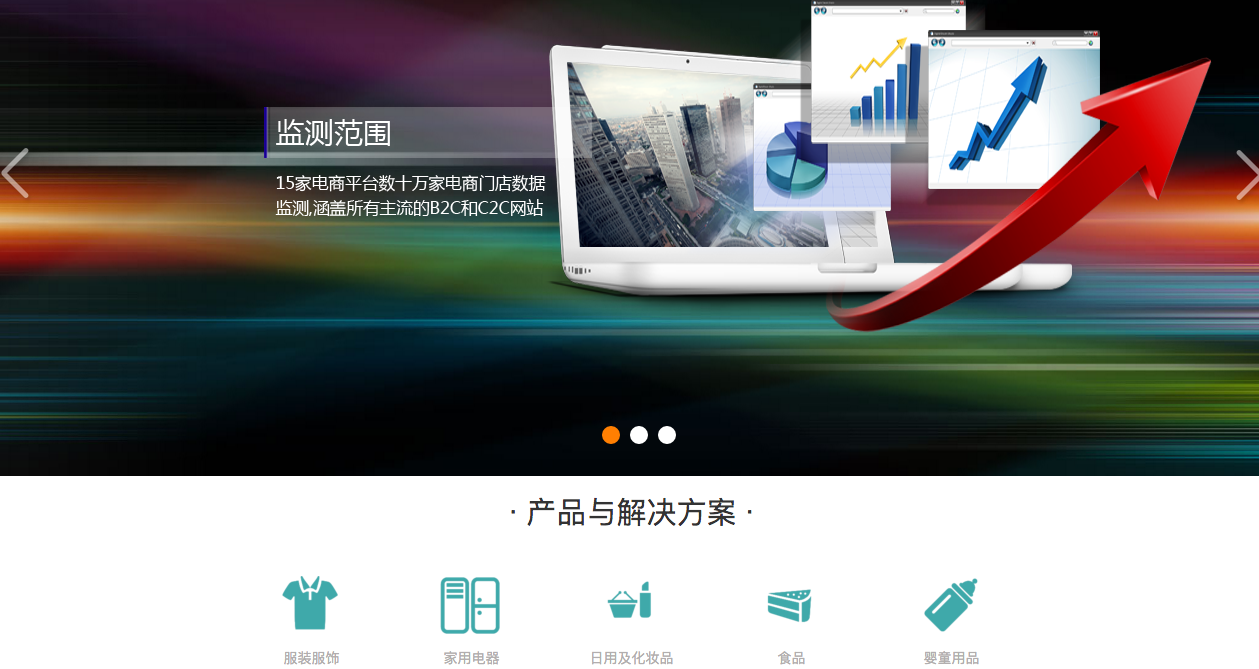 监测范围
15家电商平台数十万家电商门店数据
监测,涵盖所有主流的B2C和C2C网站
· 产品与解决方案 ·
服装服饰
家用电器
日用及化妆品
食品
婴童用品